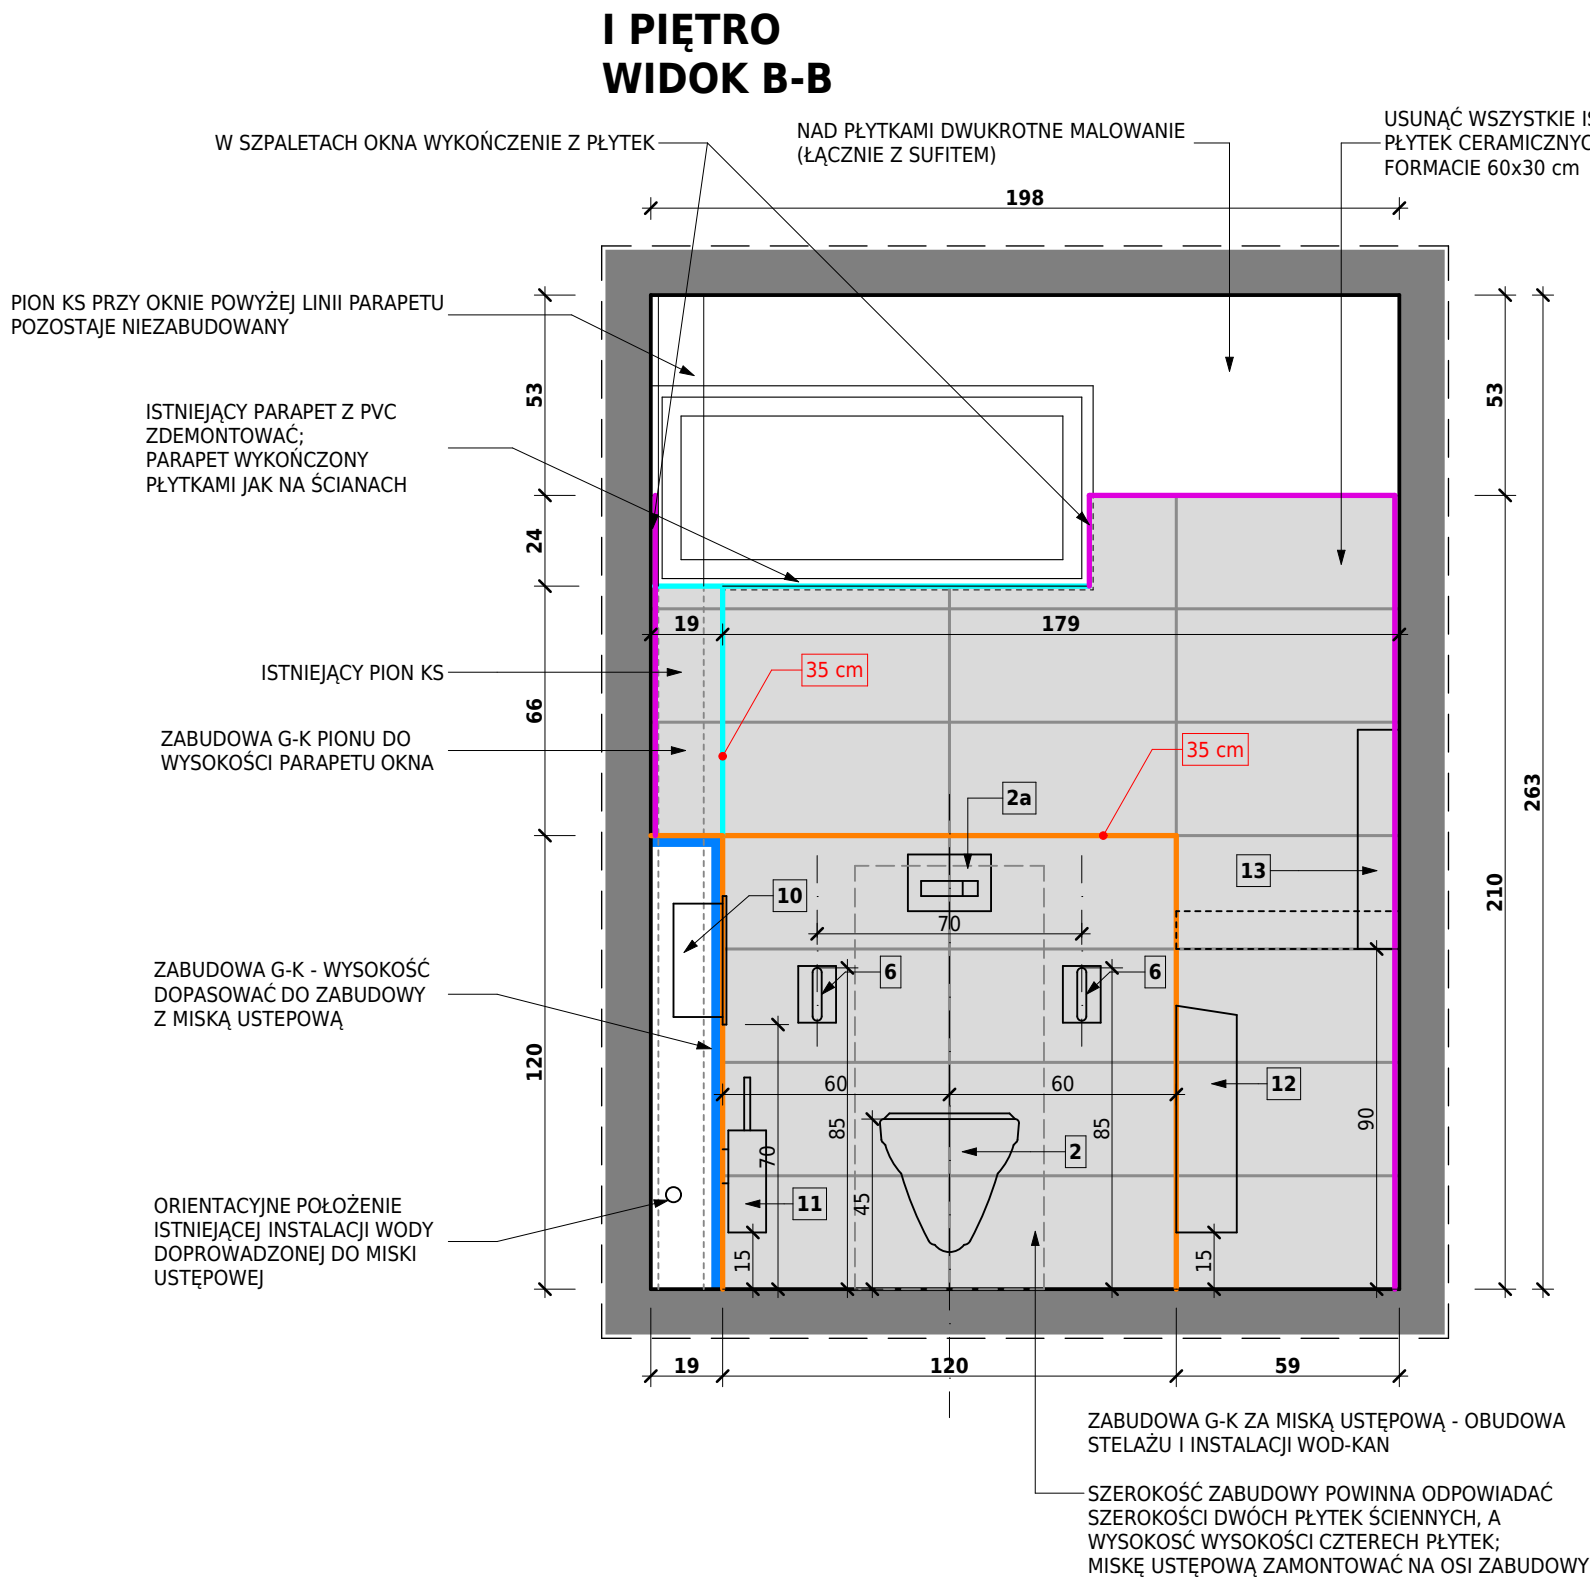 I PIĘTRO
WIDOK B-B
W SZPALETACH OKNA WYKOŃCZENIE Z PŁYTEK
NAD PŁYTKAMI DWUKROTNE MALOWANIE
(ŁĄCZNIE Z SUFITEM)
USUNĄĆ WSZYSTKIE IS
PŁYTEK CERAMICZNYC
FORMACIE 60x30 cm
198
PION KS PRZY OKNIE POWYŻEJ LINII PARAPETU
POZOSTAJE NIEZABUDOWANY
53
53
ISTNIEJĄCY PARAPET Z PVC
ZDEMONTOWAĆ;
PARAPET WYKOŃCZONY
PŁYTKAMI JAK NA ŚCIANACH
24
19
179
ISTNIEJĄCY PION KS
35 cm
66
ZABUDOWA G-K PIONU DO
WYSOKOŚCI PARAPETU OKNA
35 cm
2a
263
13
210
10
70
ZABUDOWA G-K - WYSOKOŚĆ
DOPASOWAĆ DO ZABUDOWY
Z MISKĄ USTEPOWĄ
6
6
120
60
60
12
85
85
90
70
2
11
45
ORIENTACYJNE POŁOŻENIE
ISTNIEJĄCEJ INSTALACJI WODY
DOPROWADZONEJ DO MISKI
USTĘPOWEJ
15
15
19
120
59
ZABUDOWA G-K ZA MISKĄ USTĘPOWĄ - OBUDOWA
STELAŻU I INSTALACJI WOD-KAN
SZEROKOŚĆ ZABUDOWY POWINNA ODPOWIADAĆ
SZEROKOŚCI DWÓCH PŁYTEK ŚCIENNYCH, A
WYSOKOSĆ WYSOKOŚCI CZTERECH PŁYTEK;
MISKĘ USTĘPOWĄ ZAMONTOWAĆ NA OSI ZABUDOWY